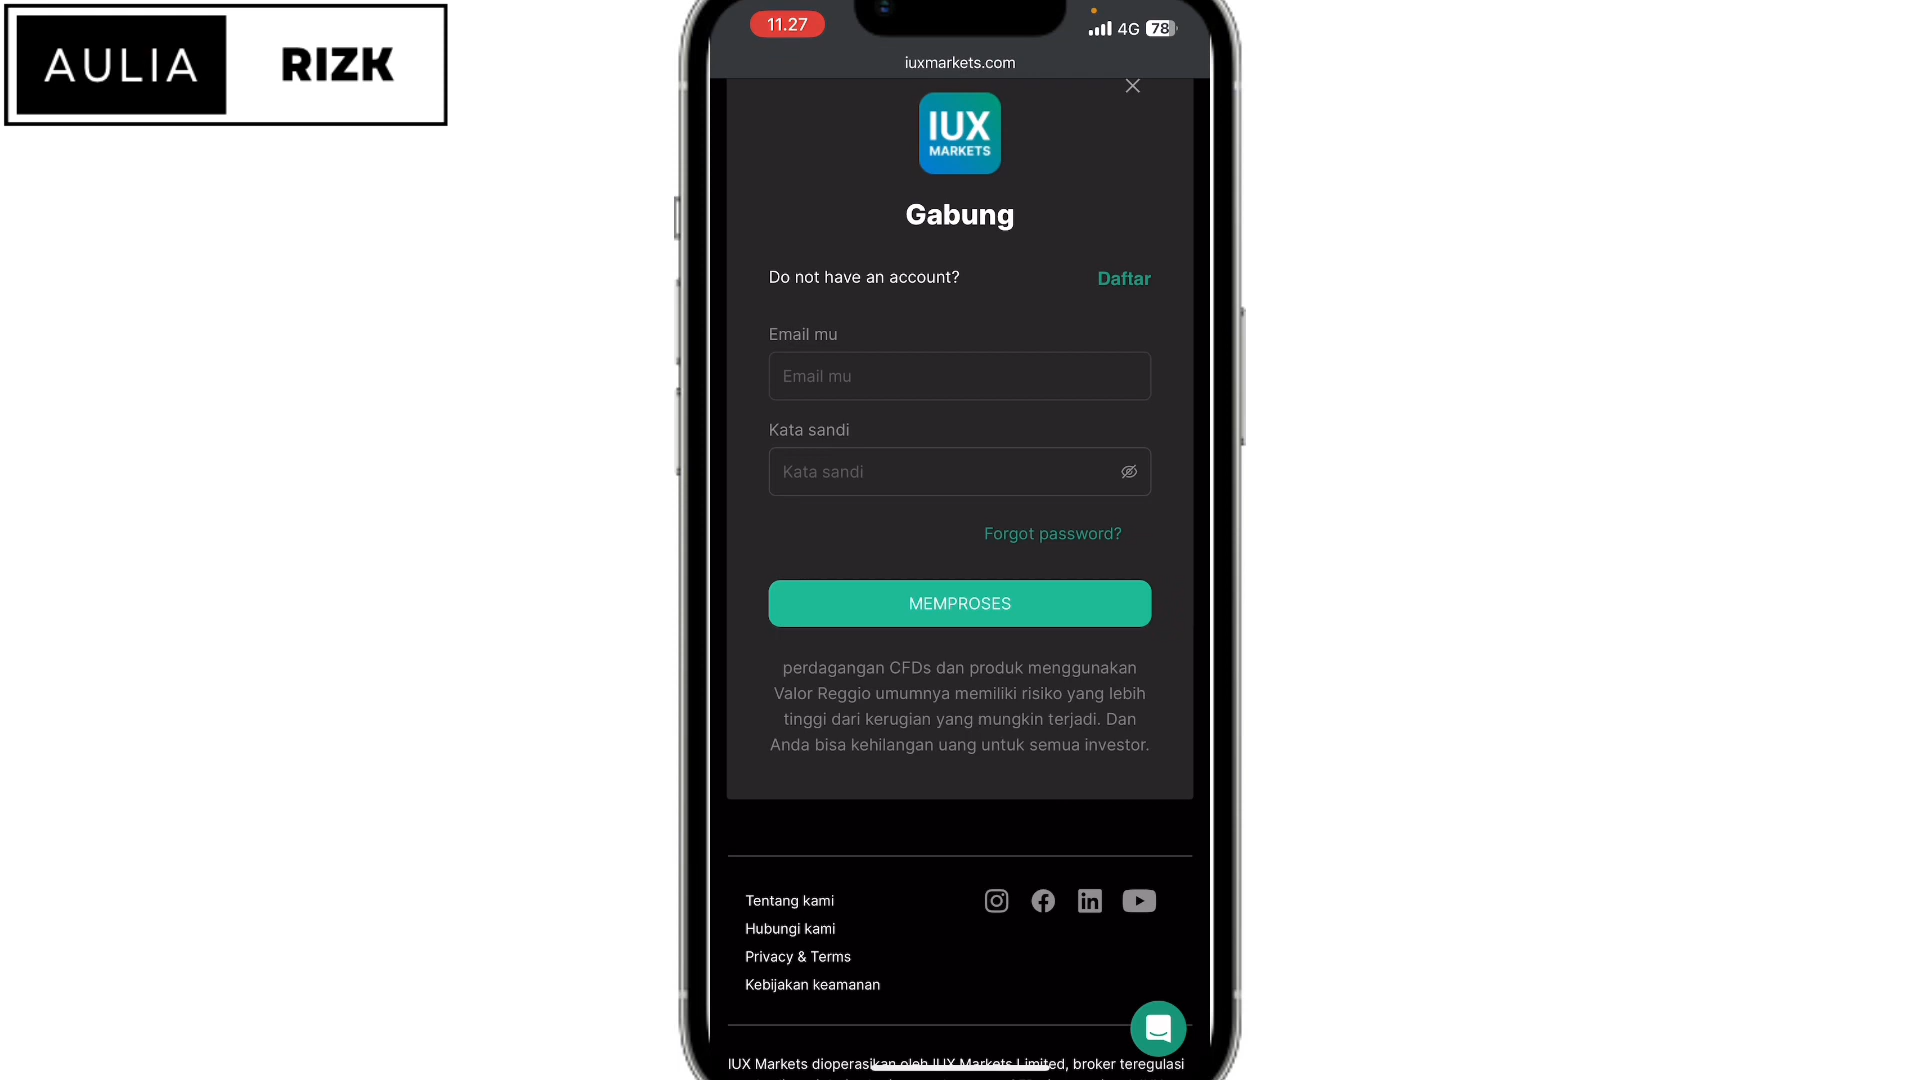 AULIA RIZK
11.27
4G 78
iuxmarkets.com
IUX
MARKETS
Gabung
Do not have an account? Daftar
Email mu
Email mu
Kata sandi
Kata sandi
Forgot password?
MEMPROSES
perdagangan CFDs dan produk menggunakan
Valor Reggio umumnya memiliki risiko yang lebih
tinggi dari kerugian yang mungkin terjadi. Dan
Anda bisa kehilangan uang untuk semua investor.
Tentang kami
Hubungi kami
Privacy & Terms
Kebijakan keamanan
IUX Markets dioperasikan oleh IUX Markets Limited, broker teregulasi